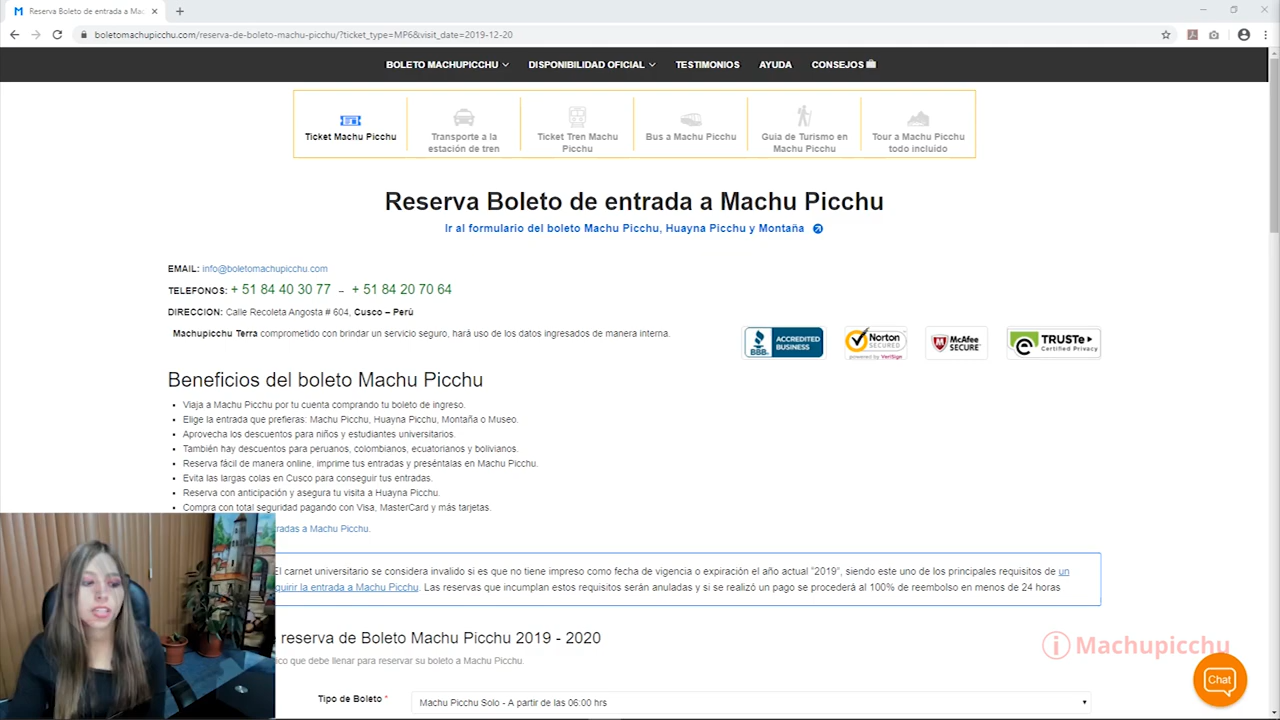 Reserva Boleto de entrada a Mac
boletomachupicchu.com/reserva-de-boleto-machu-picchu/?ticket_type=MP6&visit_date=2019-12-20
BOLETO MACHUPICCHU DISPONIBILIDAD OFICIAL TESTIMONIOS AYUDA CONSEJOS
Ticket Machu Picchu
Transporte a la
estación de tren
Ticket Tren Machu
Picchu
Bus a Machu Picchu
Guia de Turismo en
Machu Picchu
Tour a Machu Picchu
todo incluido
Reserva Boleto de entrada a Machu Picchu
Ir al formulario del boleto Machu Picchu, Huayna Picchu y Montaña
EMAIL: info@boletomachupicchu.com
TELEFONOS: + 51 84 40 30 77 – + 51 84 20 70 64
DIRECCION: Calle Recoleta Angosta # 604, Cusco – Perú
Machupicchu Terra comprometido con brindar un servicio seguro, hará uso de los datos ingresados de manera interna.
BBB ACCREDITED BUSINESS
Norton SECURED powered by VeriSign
McAfee SECURE
TRUSTe Certified Privacy
Beneficios del boleto Machu Picchu
Viaja a Machu Picchu por tu cuenta comprando tu boleto de ingreso.
Elige la entrada que prefieras: Machu Picchu, Huayna Picchu, Montaña o Museo.
Aprovecha los descuentos para niños y estudiantes universitarios.
También hay descuentos para peruanos, colombianos, ecuatorianos y bolivianos.
Reserva fácil de manera online, imprime tus entradas y preséntalas en Machu Picchu.
Evita las largas colas en Cusco para conseguir tus entradas.
Reserva con anticipación y asegura tu visita a Huayna Picchu.
Compra con total seguridad pagando con Visa, MasterCard y más tarjetas.
radas a Machu Picchu.
El carnet universitario se considera invalido si es que no tiene impreso como fecha de vigencia o expiración el año actual "2019", siendo este uno de los principales requisitos de un
quirir la entrada a Machu Picchu. Las reservas que incumplan estos requisitos serán anuladas y si se realizó un pago se procederá al 100% de reembolso en menos de 24 horas
reserva de Boleto Machu Picchu 2019 - 2020
ico que debe llenar para reservar su boleto a Machu Picchu.
i Machupicchu
Chat
Tipo de Boleto * Machu Picchu Solo - A partir de las 06:00 hrs